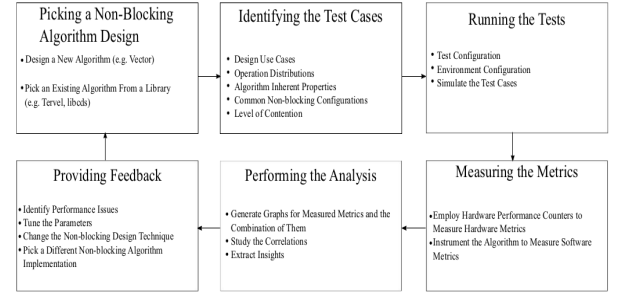 Picking a Non-Blocking
Algorithm Design
• Design a New Algorithm (e.g. Vector)
• Pick an Existing Algorithm From a Library
(e.g. Tervel, libcds)
Identifying the Test Cases
• Design Use Cases
• Operation Distributions
• Algorithm Inherent Properties
• Common Non-blocking Configurations
• Level of Contention
Running the Tests
• Test Configuration
• Environment Configuration
• Simulate the Test Cases
Measuring the Metrics
• Employ Hardware Performance Counters to
Measure Hardware Metrics
• Instrument the Algorithm to Measure Software
Metrics
Performing the Analysis
• Generate Graphs for Measured Metrics and the
Combination of Them
• Study the Correlations
• Extract Insights
Providing Feedback
• Identify Performance Issues
• Tune the Parameters
• Change the Non-blocking Design Technique
• Pick a Different Non-blocking Algorithm
Implementation